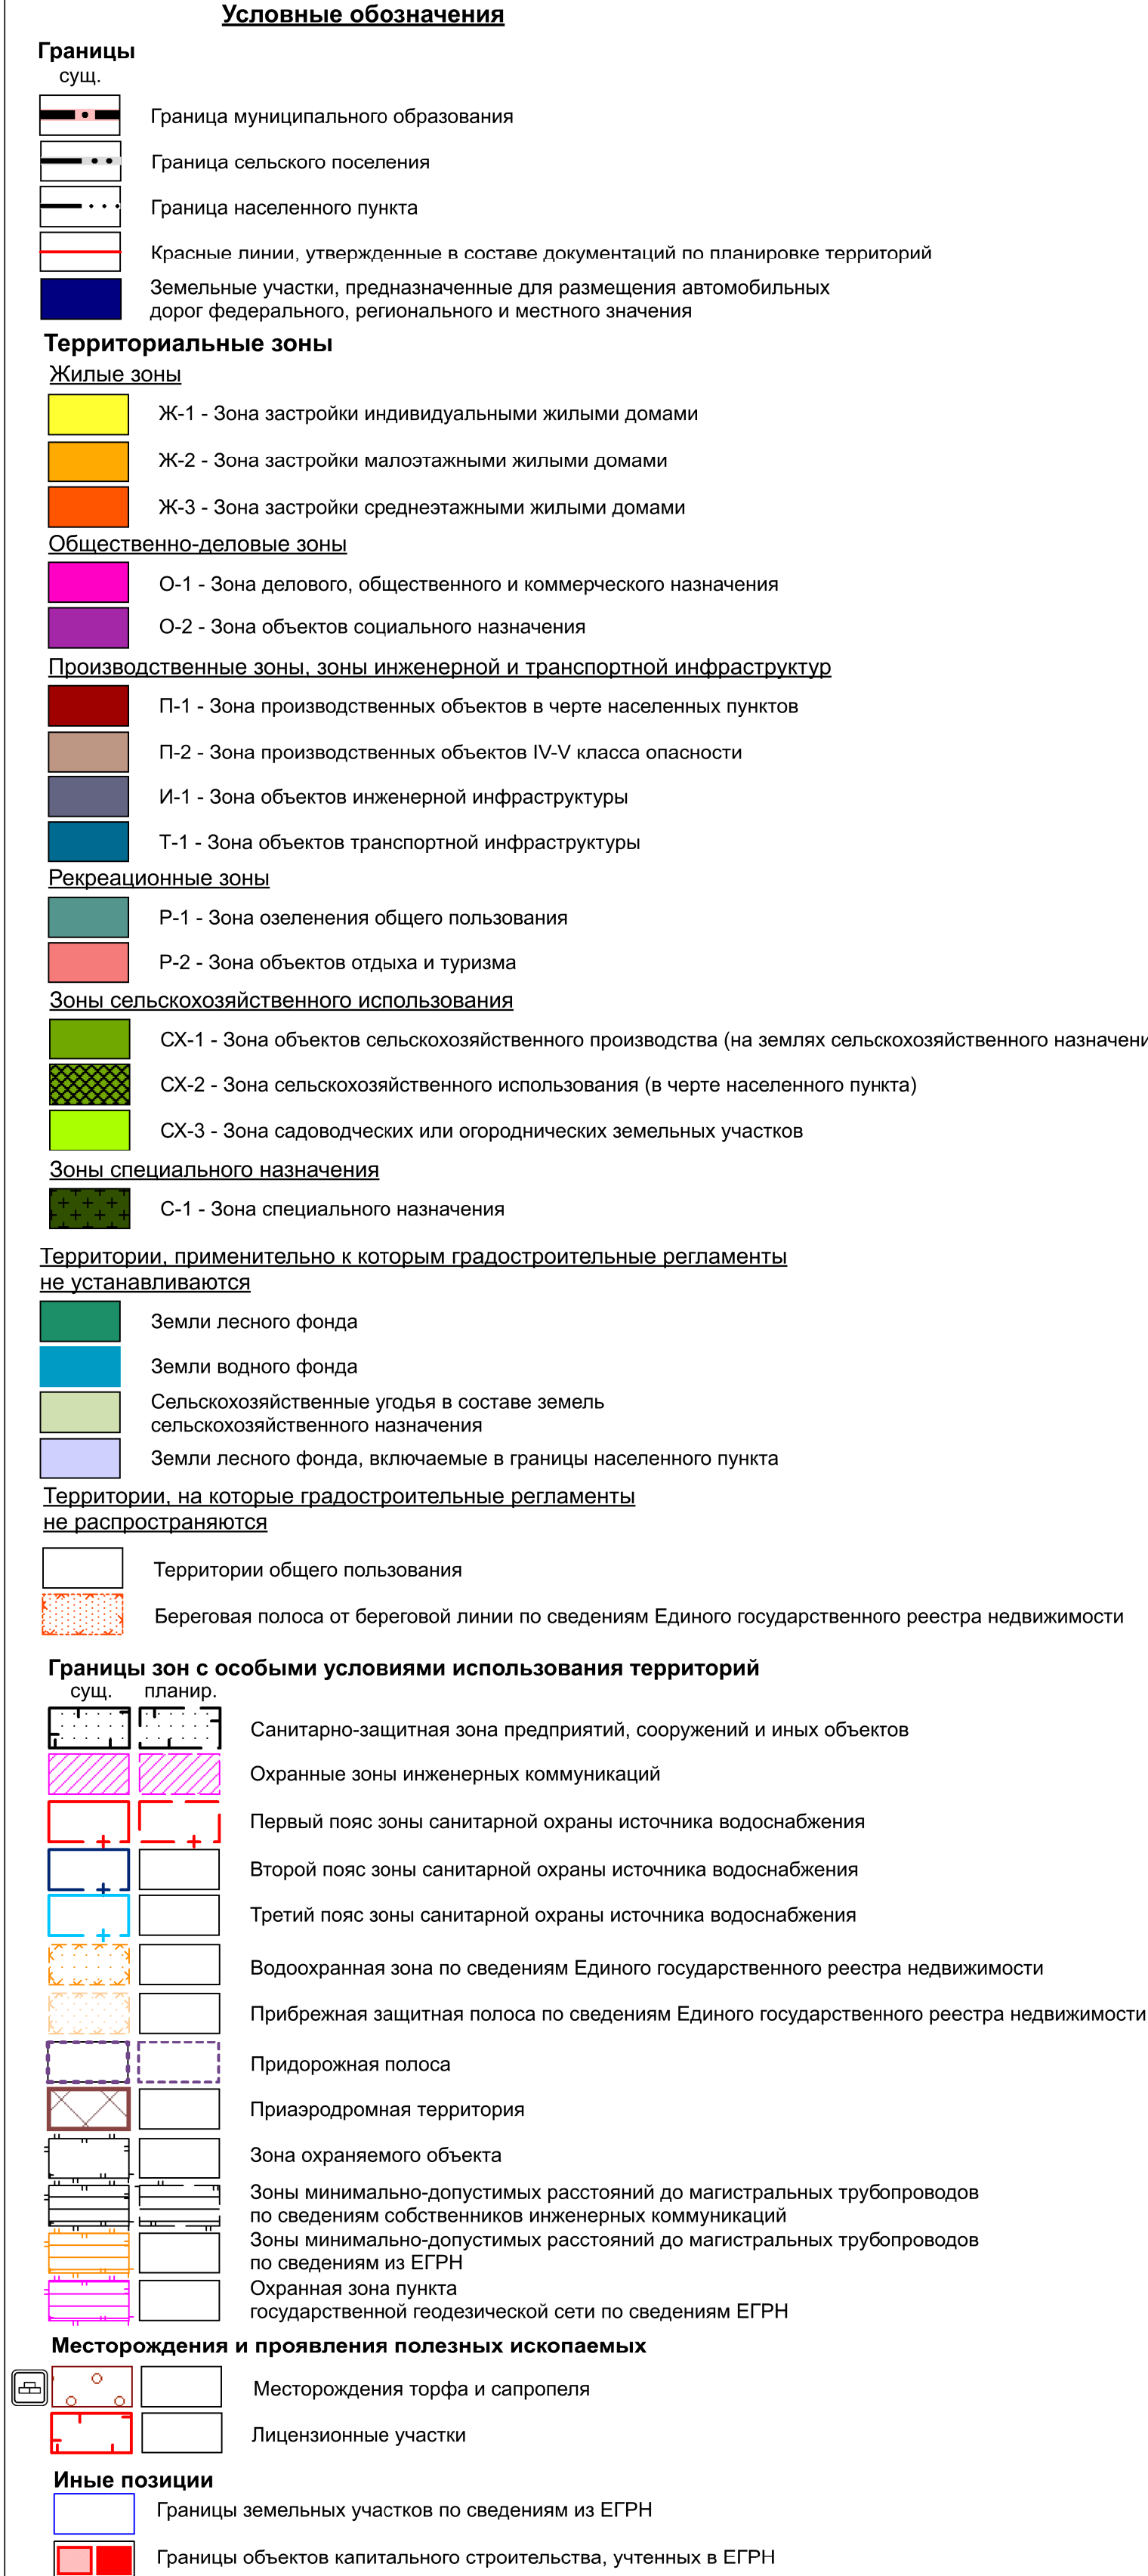 Условные обозначения
Границы
сущ.
Граница муниципального образования
Граница сельского поселения
Граница населенного пункта
Красные линии, утвержденные в составе документаций по планировке территорий
Земельные участки, предназначенные для размещения автомобильных
дорог федерального, регионального и местного значения
Территориальные зоны
Жилые зоны
Ж-1 - Зона застройки индивидуальными жилыми домами
Ж-2 - Зона застройки малоэтажными жилыми домами
Ж-3 - Зона застройки среднеэтажными жилыми домами
Общественно-деловые зоны
О-1 - Зона делового, общественного и коммерческого назначения
О-2 - Зона объектов социального назначения
Производственные зоны, зоны инженерной и транспортной инфраструктур
П-1 - Зона производственных объектов в черте населенных пунктов
П-2 - Зона производственных объектов IV-V класса опасности
И-1 - Зона объектов инженерной инфраструктуры
Т-1 - Зона объектов транспортной инфраструктуры
Рекреационные зоны
Р-1 - Зона озеленения общего пользования
Р-2 - Зона объектов отдыха и туризма
Зоны сельскохозяйственного использования
СХ-1 - Зона объектов сельскохозяйственного производства (на землях сельскохозяйственного назначени
СХ-2 - Зона сельскохозяйственного использования (в черте населенного пункта)
СХ-3 - Зона садоводческих или огороднических земельных участков
Зоны специального назначения
С-1 - Зона специального назначения
Территории, применительно к которым градостроительные регламенты
не устанавливаются
Земли лесного фонда
Земли водного фонда
Сельскохозяйственные угодья в составе земель
сельскохозяйственного назначения
Земли лесного фонда, включаемые в границы населенного пункта
Территории, на которые градостроительные регламенты
не распространяются
Территории общего пользования
Береговая полоса от береговой линии по сведениям Единого государственного реестра недвижимости
Границы зон с особыми условиями использования территорий
сущ. планир.
Санитарно-защитная зона предприятий, сооружений и иных объектов
Охранные зоны инженерных коммуникаций
Первый пояс зоны санитарной охраны источника водоснабжения
Второй пояс зоны санитарной охраны источника водоснабжения
Третий пояс зоны санитарной охраны источника водоснабжения
Водоохранная зона по сведениям Единого государственного реестра недвижимости
Прибрежная защитная полоса по сведениям Единого государственного реестра недвижимости
Придорожная полоса
Приаэродромная территория
Зона охраняемого объекта
Зоны минимально-допустимых расстояний до магистральных трубопроводов
по сведениям собственников инженерных коммуникаций
Зоны минимально-допустимых расстояний до магистральных трубопроводов
по сведениям из ЕГРН
Охранная зона пункта
государственной геодезической сети по сведениям ЕГРН
Месторождения и проявления полезных ископаемых
Месторождения торфа и сапропеля
Лицензионные участки
Иные позиции
Границы земельных участков по сведениям из ЕГРН
Границы объектов капитального строительства, учтенных в ЕГРН